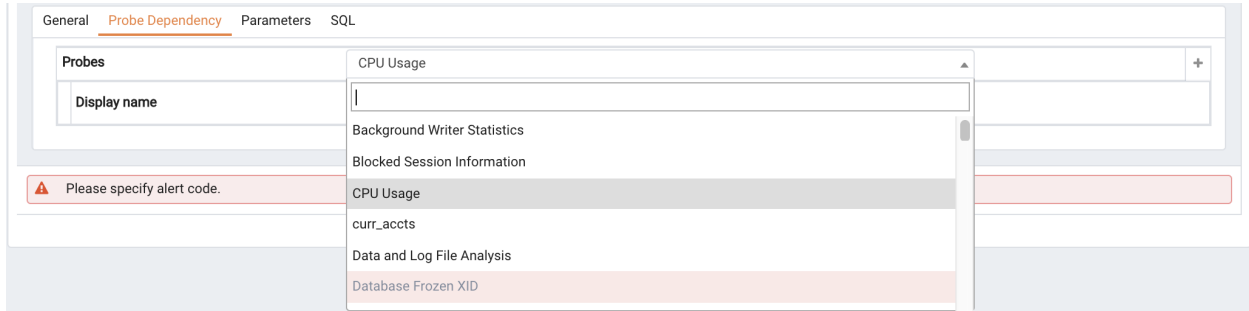 General Probe Dependency Parameters SQL
Probes CPU Usage
Display name
Background Writer Statistics
Blocked Session Information
CPU Usage
curr_accts
Data and Log File Analysis
Database Frozen XID
Please specify alert code.